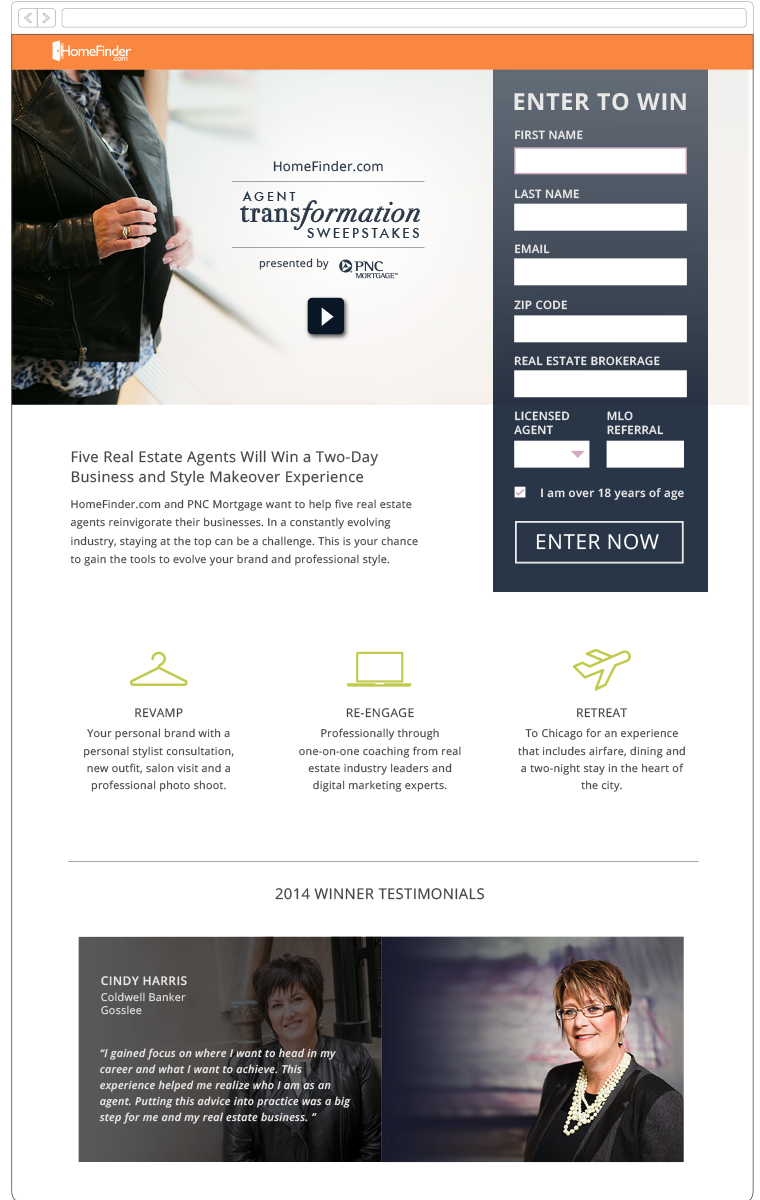 HomeFinder
.com
HomeFinder.com
AGENT
transformation
SWEEPSTAKES
presented by PNC
MORTGAGE
ENTER TO WIN
FIRST NAME
LAST NAME
EMAIL
ZIP CODE
REAL ESTATE BROKERAGE
LICENSED
AGENT
MLO
REFERRAL
I am over 18 years of age
ENTER NOW
Five Real Estate Agents Will Win a Two-Day
Business and Style Makeover Experience
HomeFinder.com and PNC Mortgage want to help five real estate
agents reinvigorate their businesses. In a constantly evolving
industry, staying at the top can be a challenge. This is your chance
to gain the tools to evolve your brand and professional style.
REVAMP
Your personal brand with a
personal stylist consultation,
new outfit, salon visit and a
professional photo shoot.
RE-ENGAGE
Professionally through
one-on-one coaching from real
estate industry leaders and
digital marketing experts.
RETREAT
To Chicago for an experience
that includes airfare, dining and
a two-night stay in the heart of
the city.
2014 WINNER TESTIMONIALS
CINDY HARRIS
Coldwell Banker
Gosslee
“I gained focus on where I want to head in my
career and what I want to achieve. This
experience helped me realize who I am as an
agent. Putting this advice into practice was a big
step for me and my real estate business. “